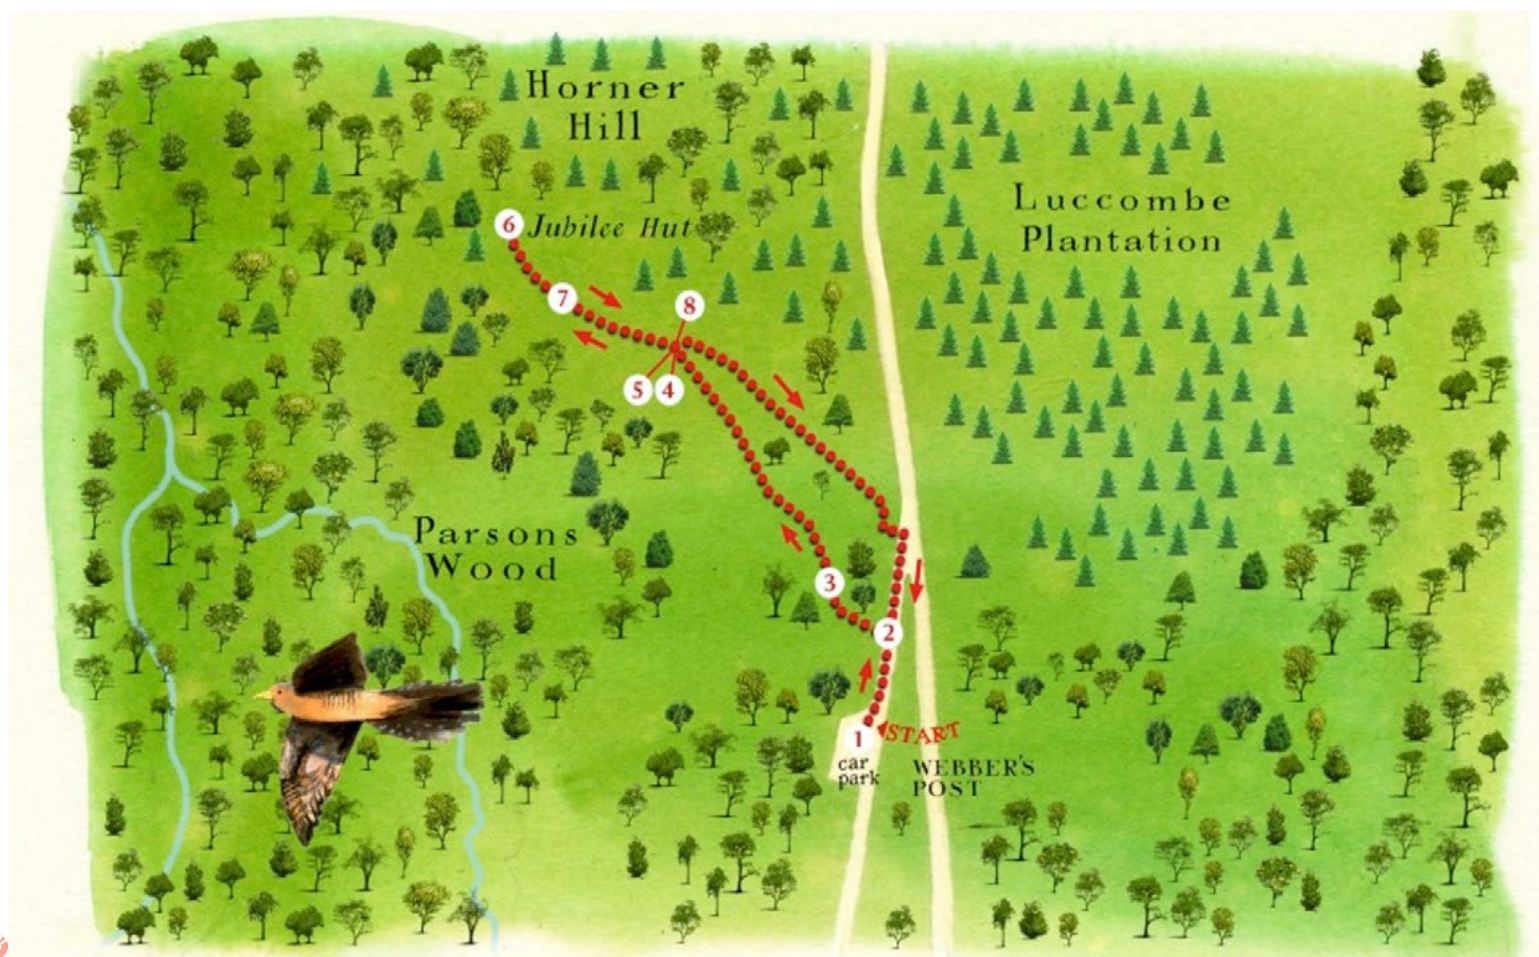 Horner
Hill
Luccombe
Plantation
6
Jubilee Hut
7
8
5
4
Parsons
Wood
3
2
1
START
car
park
WEBBER'S
POST